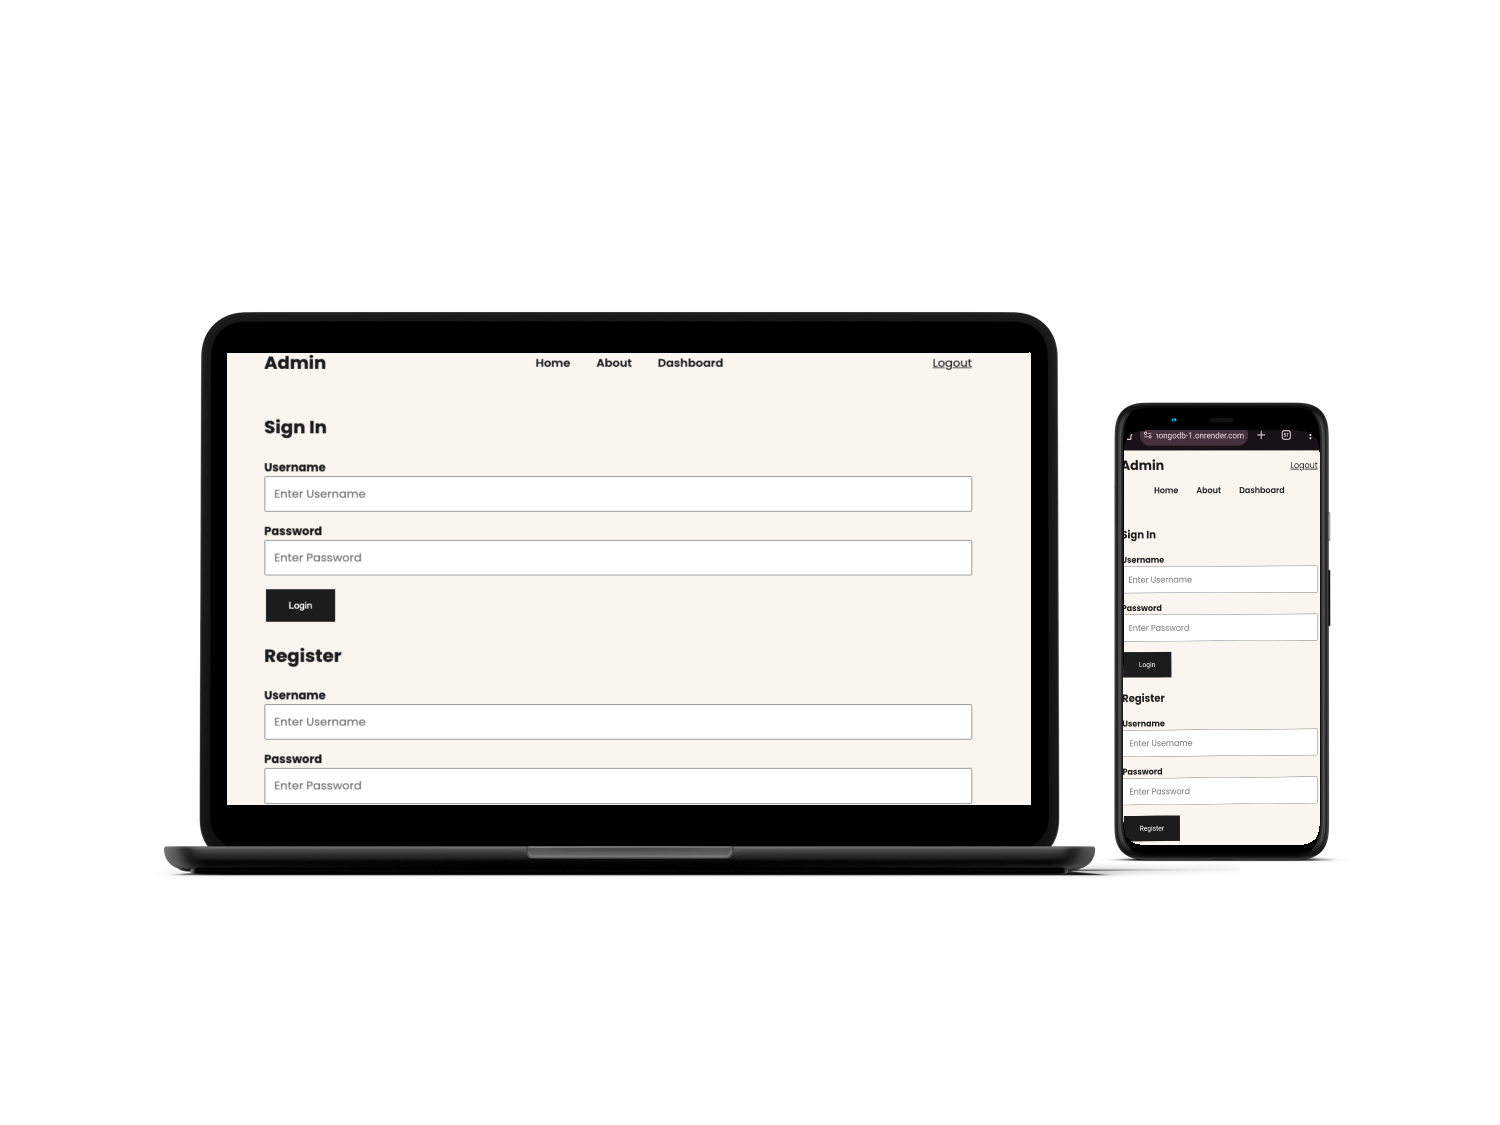 Admin Home About Dashboard Logout
Sign In
Username
Enter Username
Password
Enter Password
Login
Register
Username
Enter Username
Password
Enter Password
ongodb-1.onrender.com
Admin Logout
Home About Dashboard
Sign In
Username
Enter Username
Password
Enter Password
Login
Register
Username
Enter Username
Password
Enter Password
Register